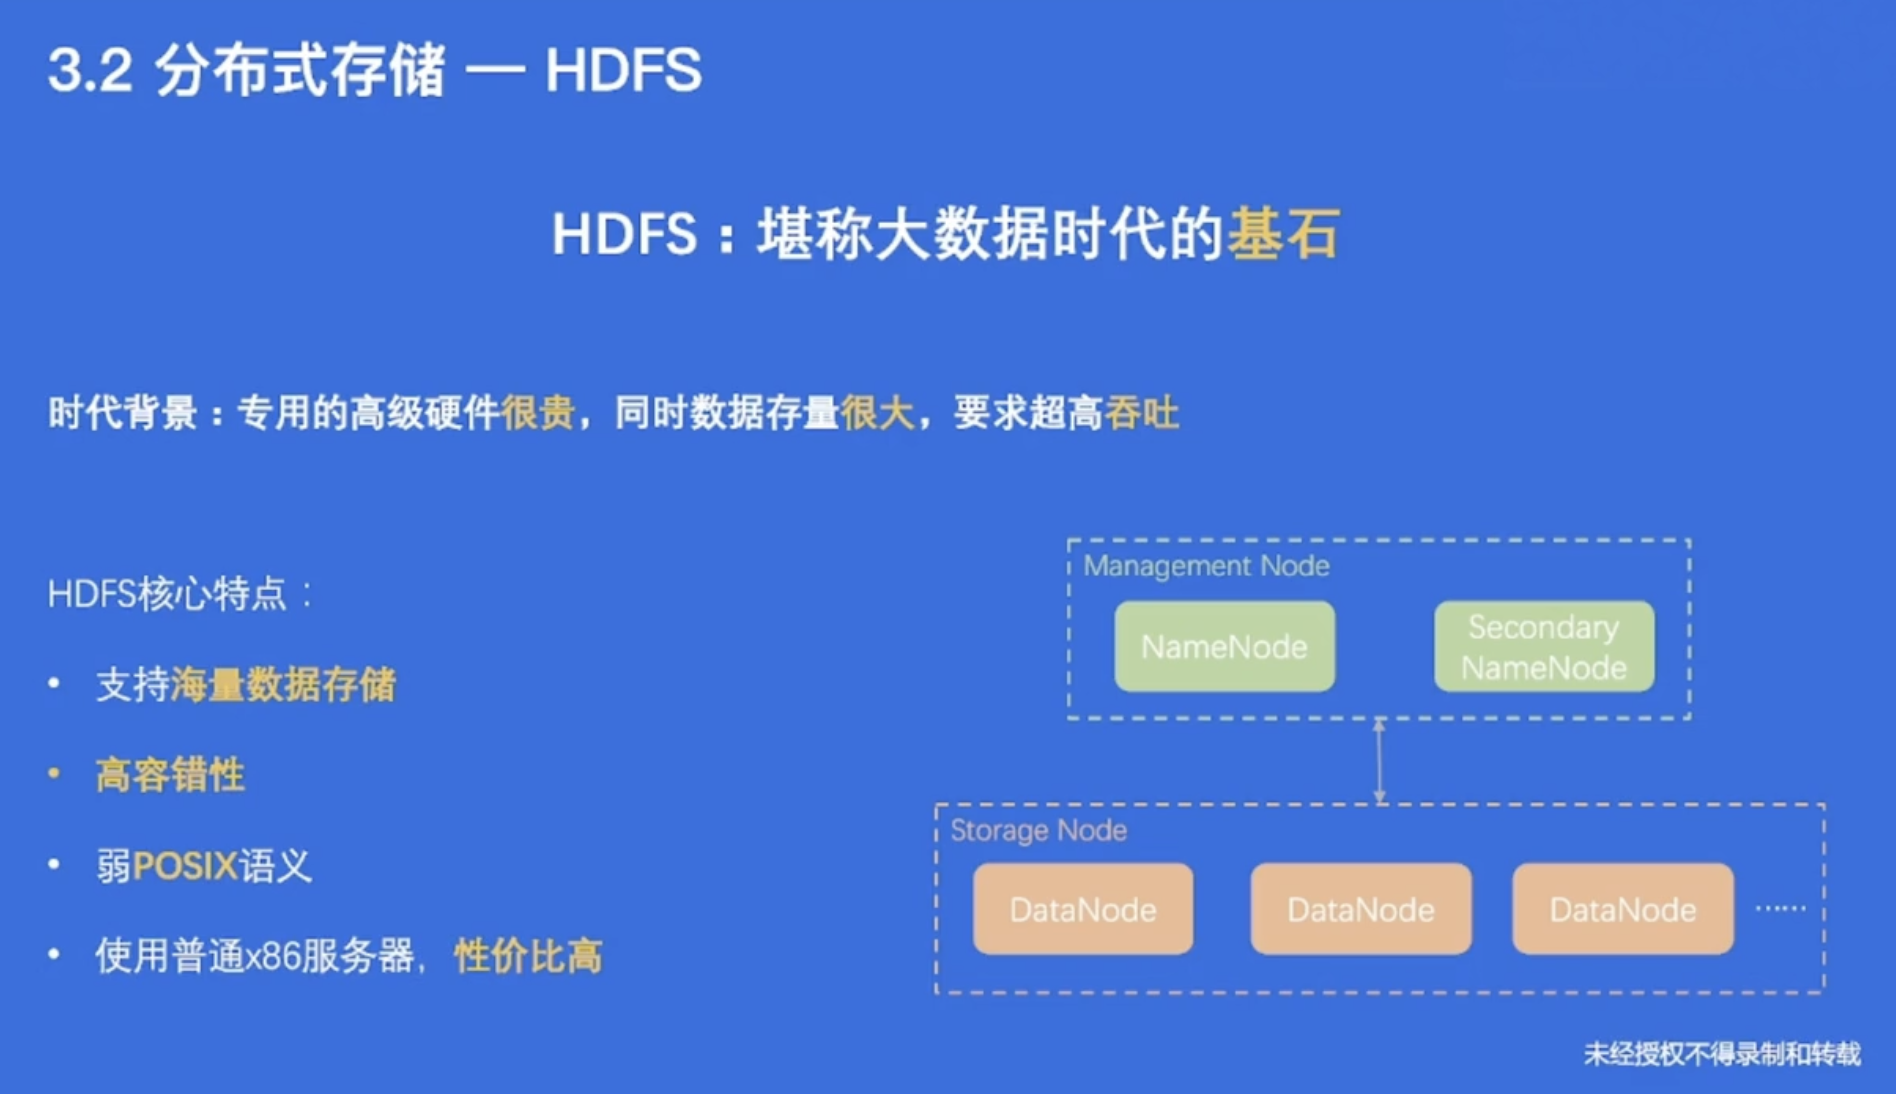 3.2 分布式存储 — HDFS
HDFS：堪称大数据时代的基石
时代背景：专用的高级硬件很贵，同时数据存量很大，要求超高吞吐
HDFS核心特点：
• 支持海量数据存储
• 高容错性
• 弱POSIX语义
• 使用普通x86服务器，性价比高
Management Node
NameNode
Secondary
NameNode
Storage Node
DataNode
DataNode
DataNode
……
未经授权不得录制和转载